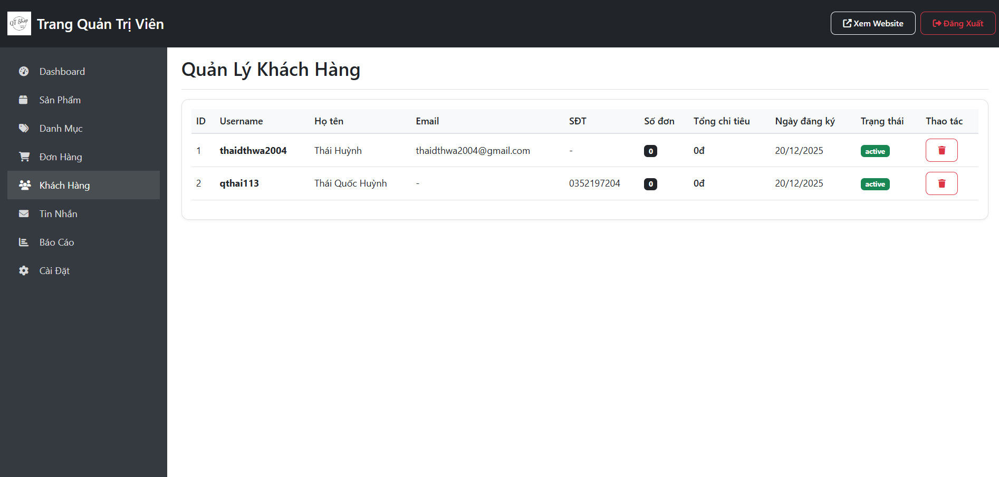 QT Shop
Trang Quản Trị Viên
Xem Website
Đăng Xuất
Dashboard
Sản Phẩm
Danh Mục
Đơn Hàng
Khách Hàng
Tin Nhắn
Báo Cáo
Cài Đặt
Quản Lý Khách Hàng
ID Username Họ tên Email SĐT Số đơn Tổng chi tiêu Ngày đăng ký Trạng thái Thao tác
1 thaidthwa2004 Thái Huỳnh thaidthwa2004@gmail.com - 0 0đ 20/12/2025 active
2 qthai113 Thái Quốc Huỳnh - 0352197204 0 0đ 20/12/2025 active